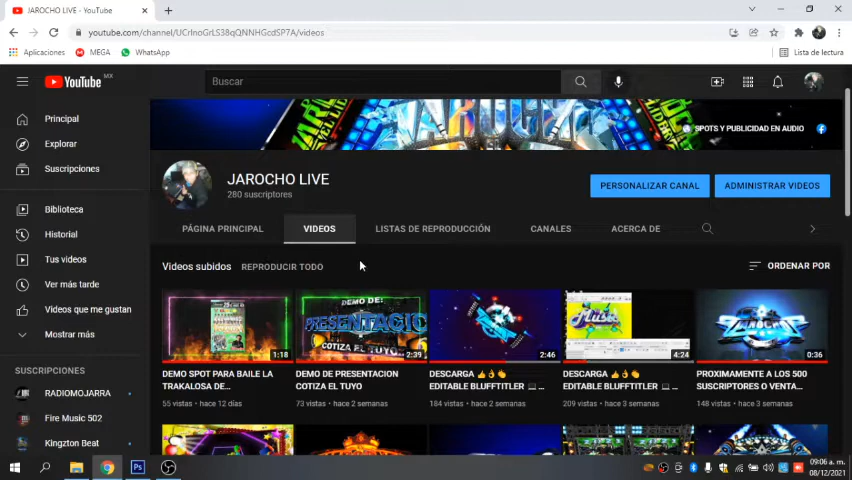 JAROCHO LIVE - YouTube
youtube.com/channel/UCrlnoGrLS38qQNNHGcdSP7A/videos
Aplicaciones
MEGA
WhatsApp
Lista de lectura
YouTube MX
Buscar
SPOTS Y PUBLICIDAD EN AUDIO
JAROCHO LIVE
280 suscriptores
PERSONALIZAR CANAL
ADMINISTRAR VIDEOS
PÁGINA PRINCIPAL
VIDEOS
LISTAS DE REPRODUCCIÓN
CANALES
ACERCA DE
Principal
Explorar
Suscripciones
Biblioteca
Historial
Tus videos
Ver más tarde
Videos que me gustan
Mostrar más
SUSCRIPCIONES
RADIOMOJARRA
Fire Music 502
Kingzton Beat
Videos subidos
REPRODUCIR TODO
ORDENAR POR
1:18
DEMO SPOT PARA BAILE LA
TRAKALOSA DE...
55 vistas · hace 12 días
DEMO DE:
COTIZA EL TUYO
2:39
DEMO DE PRESENTACION
COTIZA EL TUYO
73 vistas · hace 2 semanas
2:46
DESCARGA 👍👌👏
EDITABLE BLUFFTITLER 💻 ...
184 vistas · hace 2 semanas
4:24
DESCARGA 👍👌👏
EDITABLE BLUFFTITLER 💻 ...
209 vistas · hace 3 semanas
0:36
PROXIMAMENTE A LOS 500
SUSCRIPTORES O VENTA...
148 vistas · hace 3 semanas
Ps
09:06 a. m.
08/12/2021